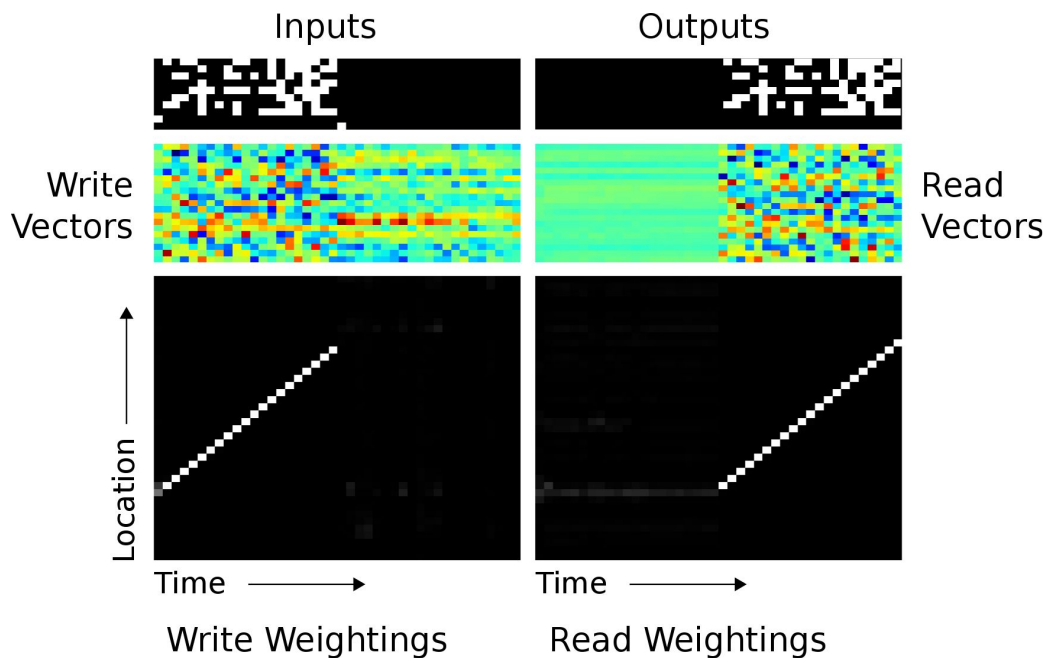 Inputs
Outputs
Write
Vectors
Read
Vectors
Location
Time
Time
Write Weightings
Read Weightings